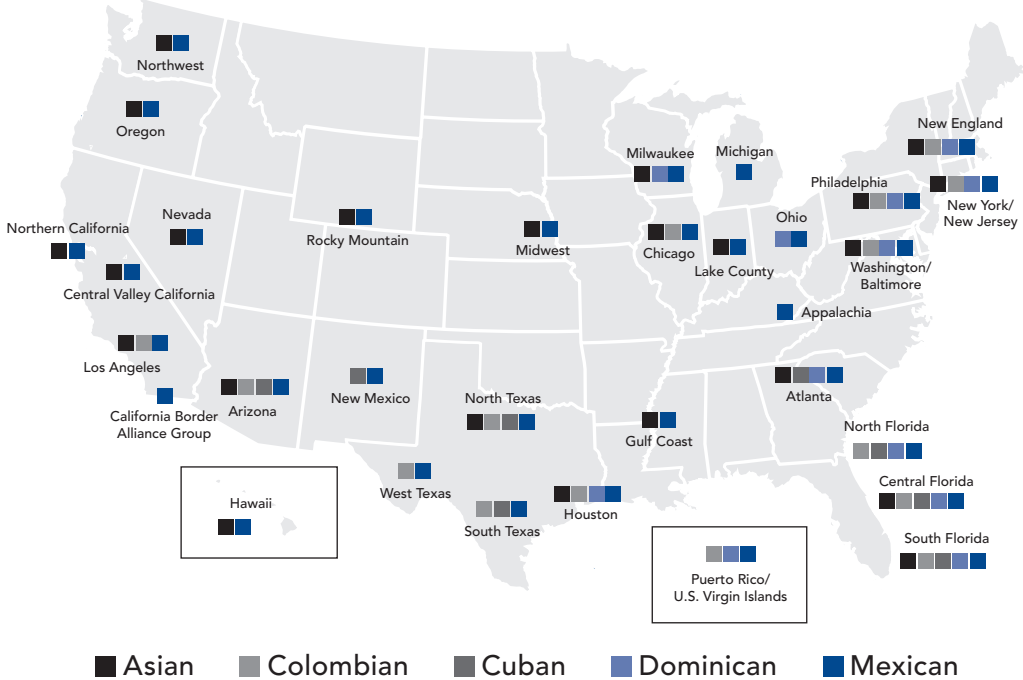 Northwest
Oregon
Nevada
Northern California
Central Valley California
Los Angeles
California Border
Alliance Group
Arizona
Rocky Mountain
New Mexico
North Texas
West Texas
South Texas
Houston
Midwest
Milwaukee
Michigan
Chicago
Lake County
Ohio
Appalachia
Gulf Coast
Atlanta
New England
Philadelphia
New York/
New Jersey
Washington/
Baltimore
North Florida
Central Florida
South Florida
Hawaii
Puerto Rico/
U.S. Virgin Islands
Asian Colombian Cuban Dominican Mexican